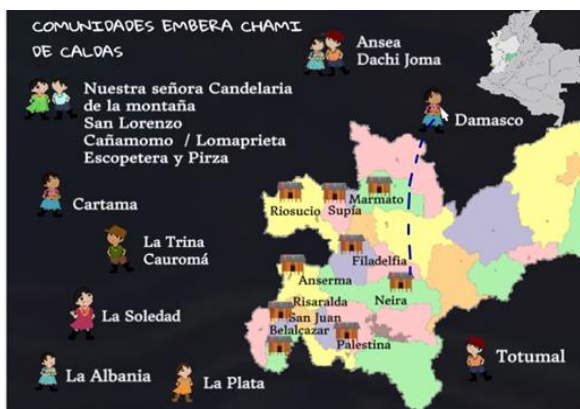 COMUNIDADES EMBERA CHAMI
DE CALDAS
Nuestra señora Candelaria
de la montaña
San Lorenzo
Cañamomo / Lomaprieta
Escopetera y Pirza
Cartama
La Trina
Cauromá
La Soledad
La Albania
La Plata
Ansea
Dachi Joma
Damasco
Marmato
Riosucio
Supía
Filadelfia
Anserma
Neira
Risaralda
San Juan
Belalcazar
Palestina
Totumal